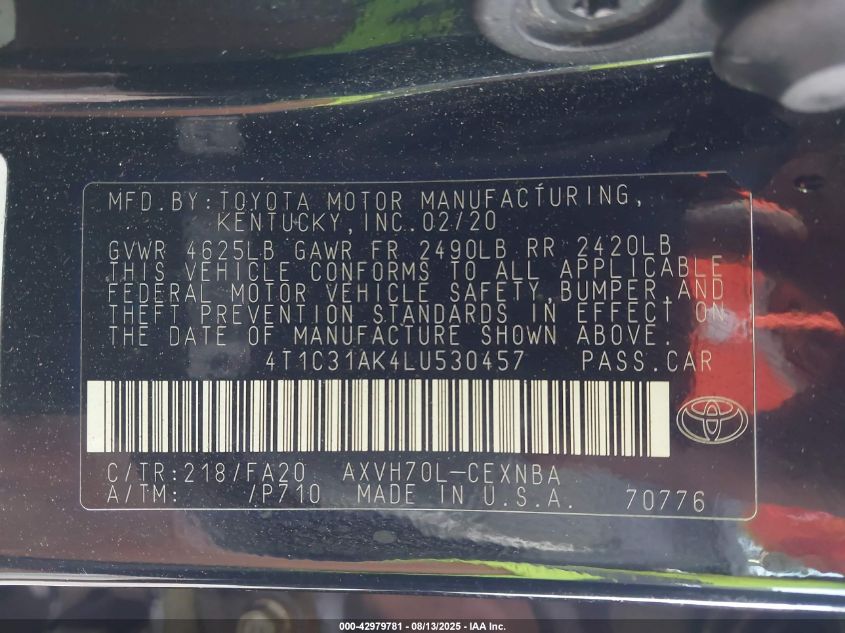 MFD. BY: TOYOTA MOTOR MANUFACTURING,
KENTUCKY, INC. 02/20
GVWR 4625LB GAWR FR 2490LB RR 2420LB
THIS VEHICLE CONFORMS TO ALL APPLICABLE
FEDERAL MOTOR VEHICLE SAFETY, BUMPER, AND
THEFT PREVENTION STANDARDS IN EFFECT ON
THE DATE OF MANUFACTURE SHOWN ABOVE.
4T1C31AK4LU530457 PASS. CAR
C/TR: 218/FA20 AXVH70L-CEXNBA
A/TM: /P710 MADE IN U.S.A. 70776
000-42979781 - 08/13/2025 - IAA Inc.